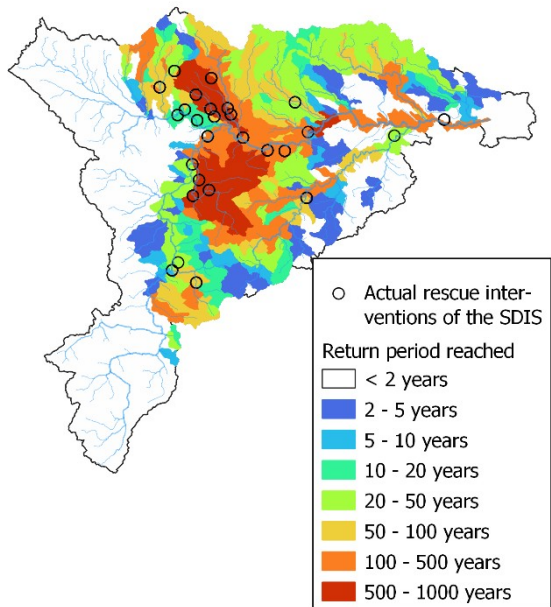 Actual rescue inter-
ventions of the SDIS
Return period reached
< 2 years
2 - 5 years
5 - 10 years
10 - 20 years
20 - 50 years
50 - 100 years
100 - 500 years
500 - 1000 years